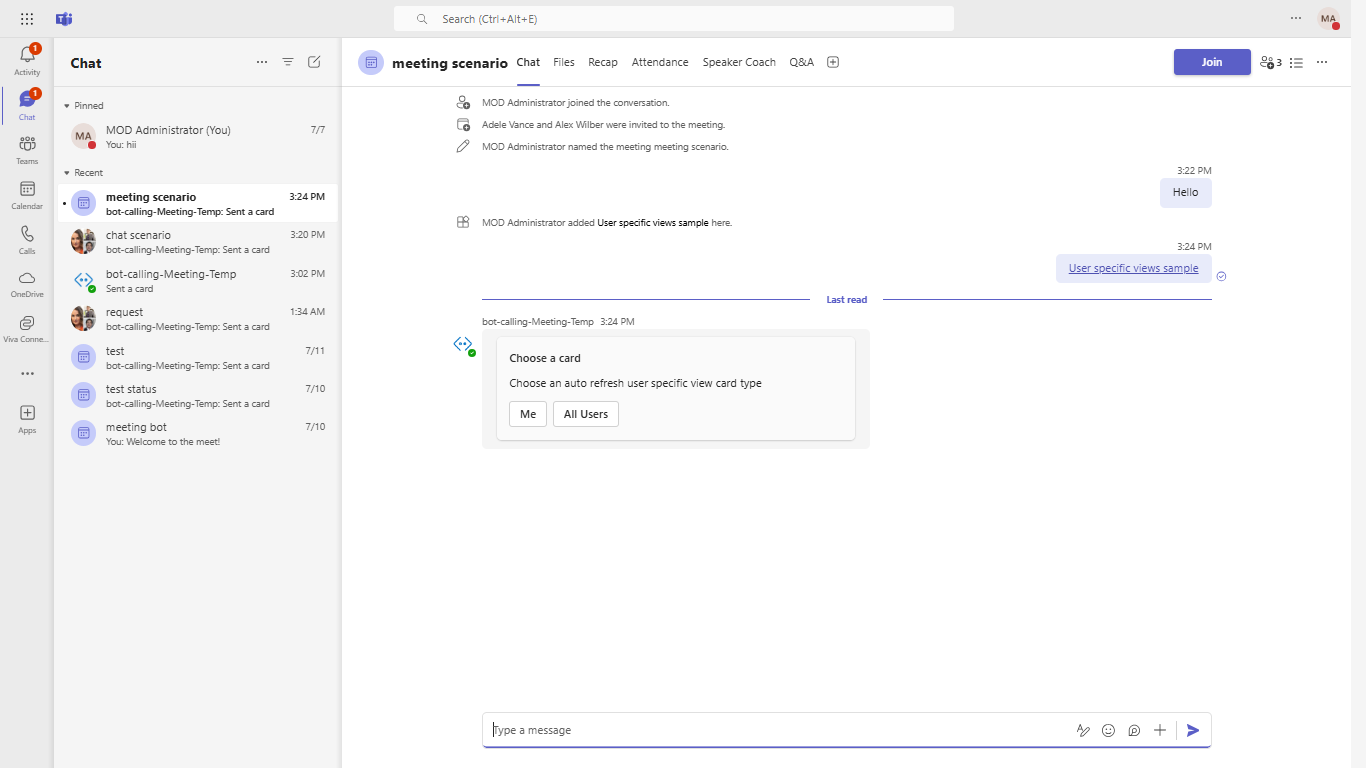 Search (Ctrl+Alt+E)
MA
1
Activity
1
Chat
Teams
Calendar
Calls
OneDrive
Viva Conne...
Apps
Chat
Pinned
MA
MOD Administrator (You) 7/7
You: hii
Recent
meeting scenario 3:24 PM
bot-calling-Meeting-Temp: Sent a card
chat scenario 3:20 PM
bot-calling-Meeting-Temp: Sent a card
bot-calling-Meeting-Temp 3:02 PM
Sent a card
request 1:34 AM
bot-calling-Meeting-Temp: Sent a card
test 7/11
bot-calling-Meeting-Temp: Sent a card
test status 7/10
bot-calling-Meeting-Temp: Sent a card
meeting bot 7/10
You: Welcome to the meet!
meeting scenario Chat Files Recap Attendance Speaker Coach Q&A Join 3
MOD Administrator joined the conversation.
Adele Vance and Alex Wilber were invited to the meeting.
MOD Administrator named the meeting meeting scenario.
3:22 PM
Hello
MOD Administrator added User specific views sample here.
3:24 PM
User specific views sample
Last read
bot-calling-Meeting-Temp 3:24 PM
Choose a card
Choose an auto refresh user specific view card type
Me All Users
Type a message